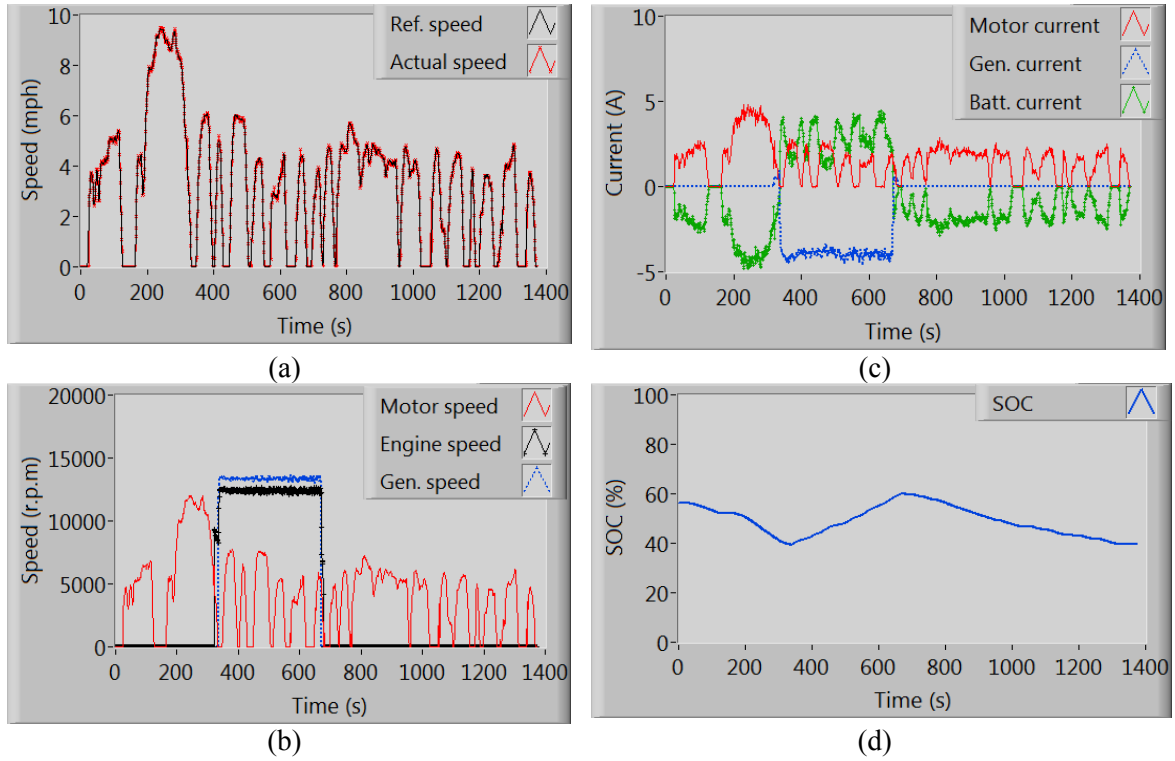 10
8
6
4
2
0
Speed (mph)
Ref. speed
Actual speed
0 200 400 600 800 1000 1200 1400
Time (s)
(a)
10
5
0
-5
Current (A)
Motor current
Gen. current
Batt. current
0 200 400 600 800 1000 1200 1400
Time (s)
(c)
20000
15000
10000
5000
0
Speed (r.p.m)
Motor speed
Engine speed
Gen. speed
0 200 400 600 800 1000 1200 1400
Time (s)
(b)
100
80
60
40
20
0
SOC (%)
SOC
0 200 400 600 800 1000 1200 1400
Time (s)
(d)